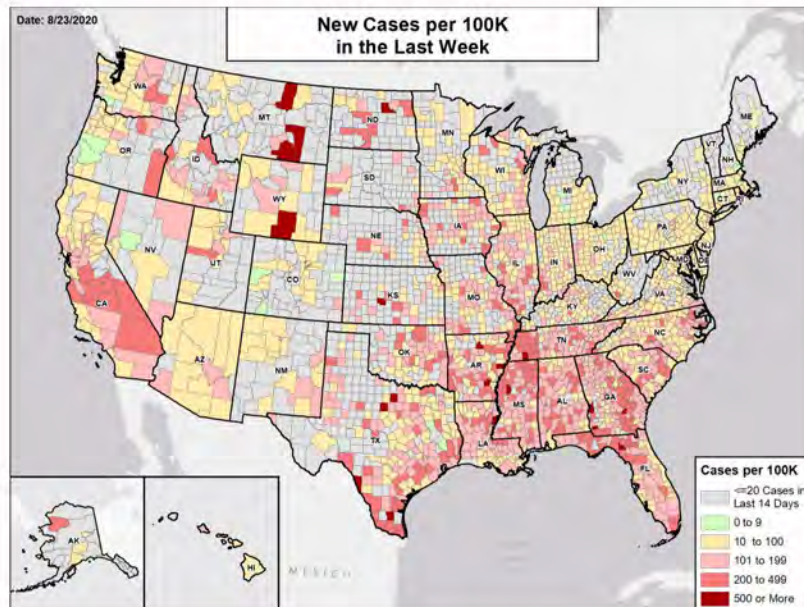 Date: 8/23/2020
New Cases per 100K
in the Last Week
WA
MT
ND
MN
ME
OR
ID
SD
WI
MI
VT
NH
NY
MA
CT
RI
WY
IA
NE
PA
NJ
NV
UT
CO
IL
IN
OH
MD
DE
WV
CA
KS
MO
KY
VA
AZ
NM
OK
AR
TN
NC
SC
MS
AL
GA
TX
LA
FL
AK
HI
MEXICO
Cases per 100K
<=20 Cases in
Last 14 Days
0 to 9
10 to 100
101 to 199
200 to 499
500 or More